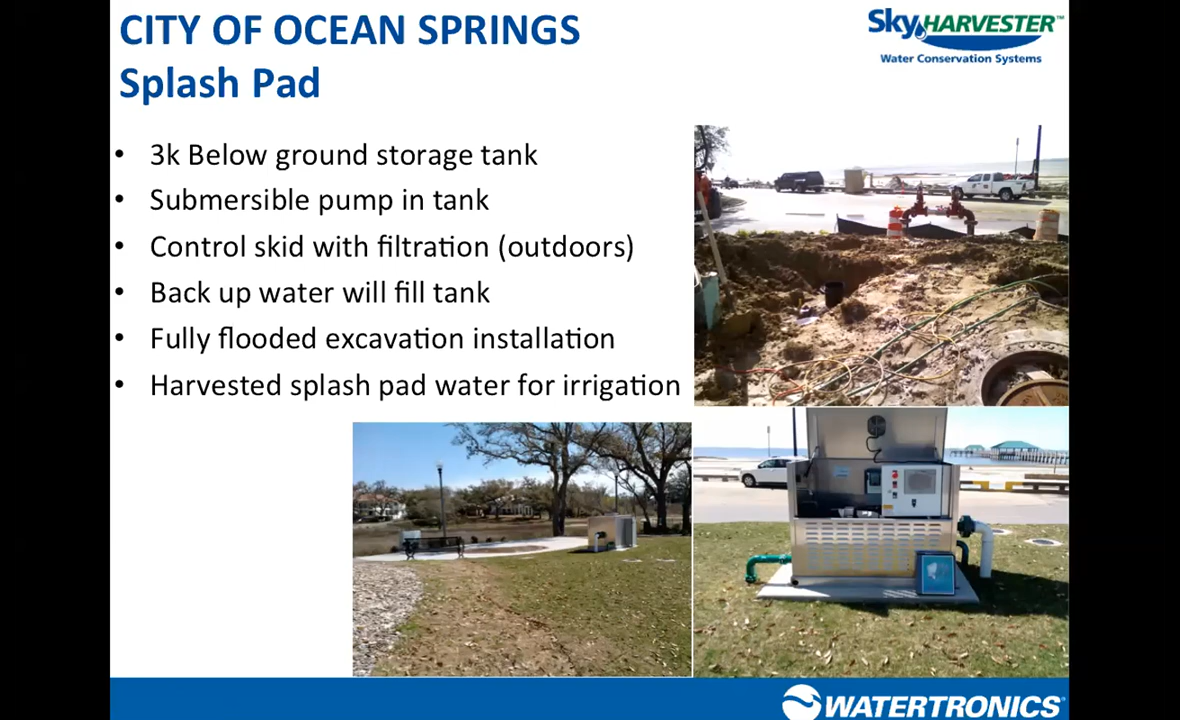 CITY OF OCEAN SPRINGS
Splash Pad
SkyHARVESTER™
Water Conservation Systems
• 3k Below ground storage tank
• Submersible pump in tank
• Control skid with filtration (outdoors)
• Back up water will fill tank
• Fully flooded excavation installation
• Harvested splash pad water for irrigation
WATERTRONICS®